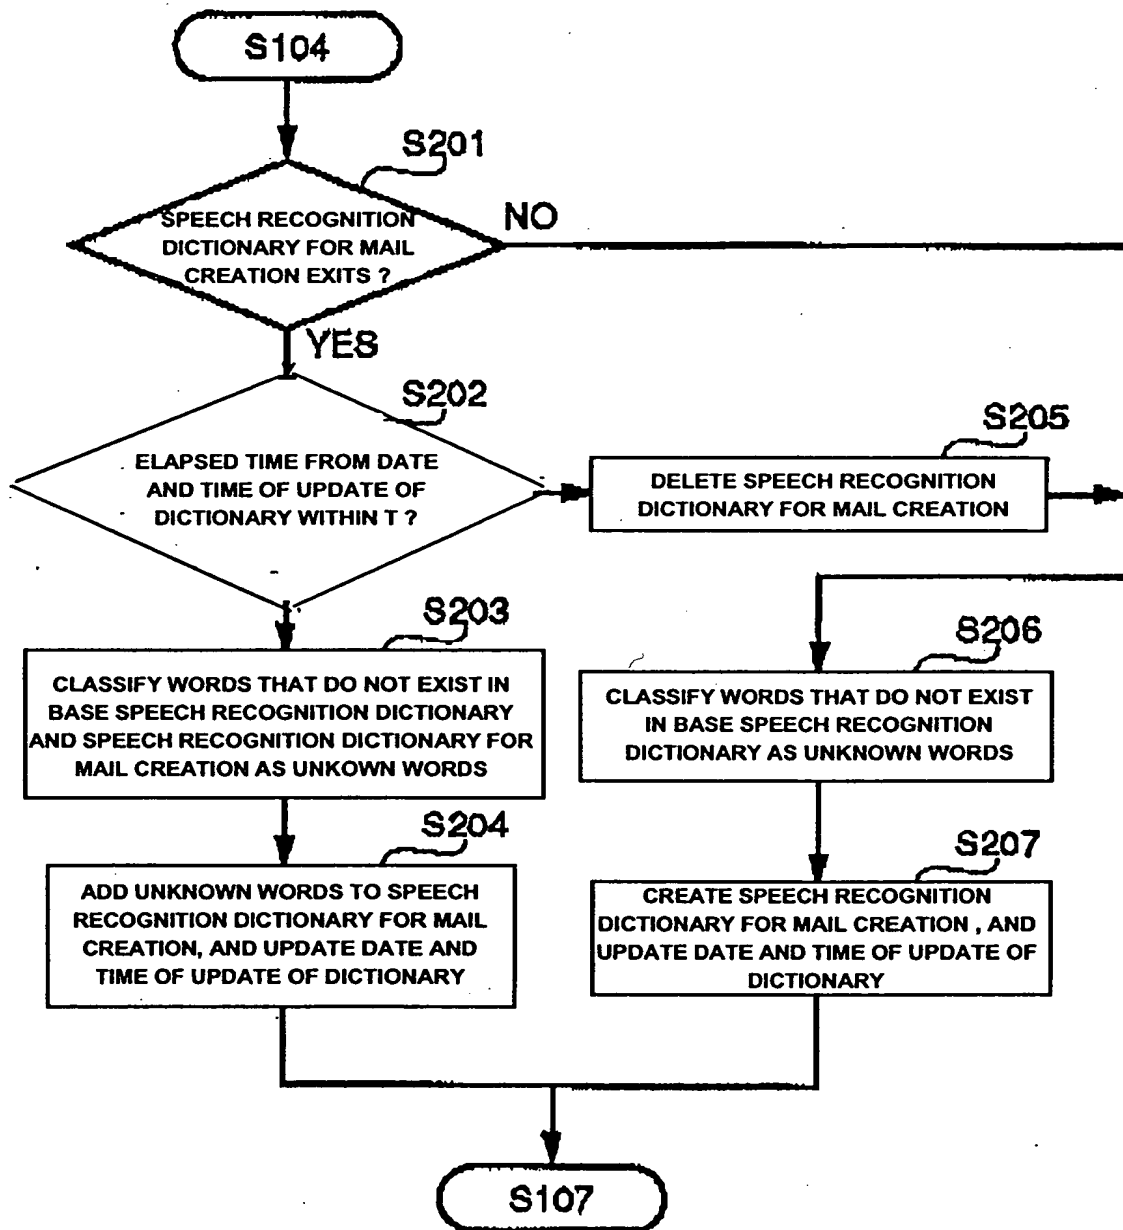 S104
S201
SPEECH RECOGNITION
DICTIONARY FOR MAIL
CREATION EXITS ?
NO
YES
S202
ELAPSED TIME FROM DATE
AND TIME OF UPDATE OF
DICTIONARY WITHIN T ?
S205
DELETE SPEECH RECOGNITION
DICTIONARY FOR MAIL CREATION
S203
CLASSIFY WORDS THAT DO NOT EXIST IN
BASE SPEECH RECOGNITION DICTIONARY
AND SPEECH RECOGNITION DICTIONARY FOR
MAIL CREATION AS UNKOWN WORDS
S206
CLASSIFY WORDS THAT DO NOT EXIST
IN BASE SPEECH RECOGNITION
DICTIONARY AS UNKNOWN WORDS
S204
ADD UNKNOWN WORDS TO SPEECH
RECOGNITION DICTIONARY FOR MAIL
CREATION, AND UPDATE DATE AND
TIME OF UPDATE OF DICTIONARY
S207
CREATE SPEECH RECOGNITION
DICTIONARY FOR MAIL CREATION , AND
UPDATE DATE AND TIME OF UPDATE OF
DICTIONARY
S107